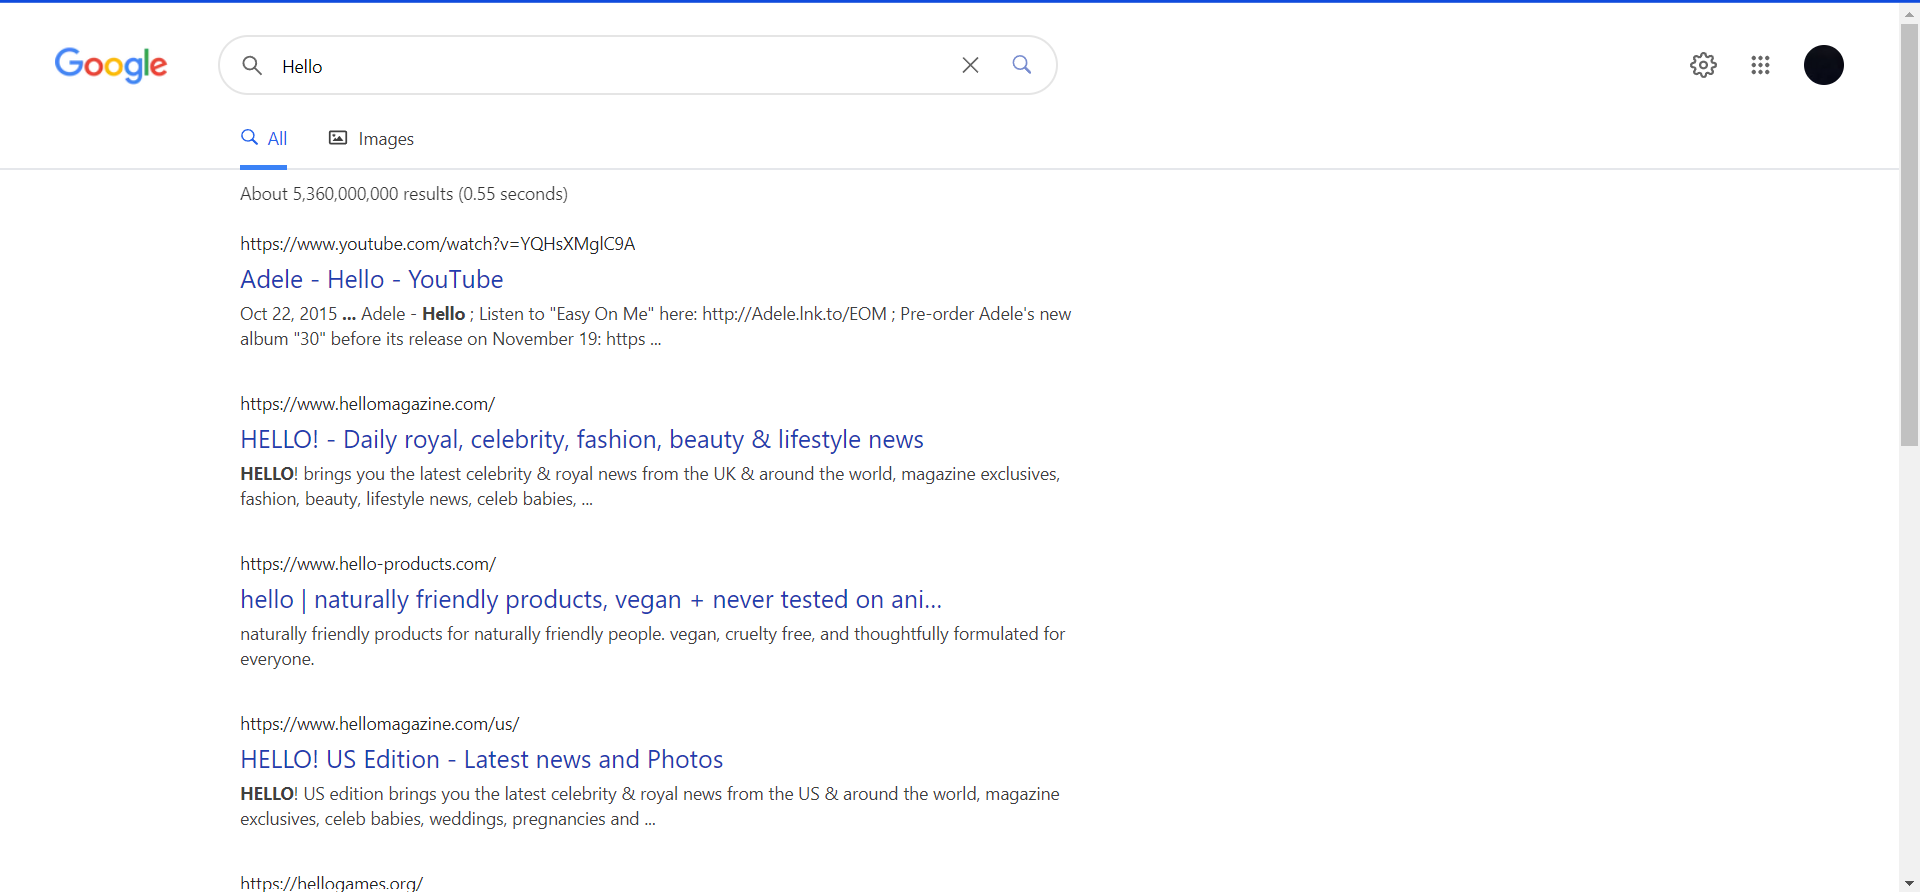 Google
Hello
All
Images
About 5,360,000,000 results (0.55 seconds)
https://www.youtube.com/watch?v=YQHsXMglC9A
Adele - Hello - YouTube
Oct 22, 2015 ... Adele - Hello ; Listen to "Easy On Me" here: http://Adele.lnk.to/EOM ; Pre-order Adele's new
album "30" before its release on November 19: https ...
https://www.hellomagazine.com/
HELLO! - Daily royal, celebrity, fashion, beauty & lifestyle news
HELLO! brings you the latest celebrity & royal news from the UK & around the world, magazine exclusives,
fashion, beauty, lifestyle news, celeb babies, ...
https://www.hello-products.com/
hello | naturally friendly products, vegan + never tested on ani...
naturally friendly products for naturally friendly people. vegan, cruelty free, and thoughtfully formulated for
everyone.
https://www.hellomagazine.com/us/
HELLO! US Edition - Latest news and Photos
HELLO! US edition brings you the latest celebrity & royal news from the US & around the world, magazine
exclusives, celeb babies, weddings, pregnancies and ...
https://hellogames.org/